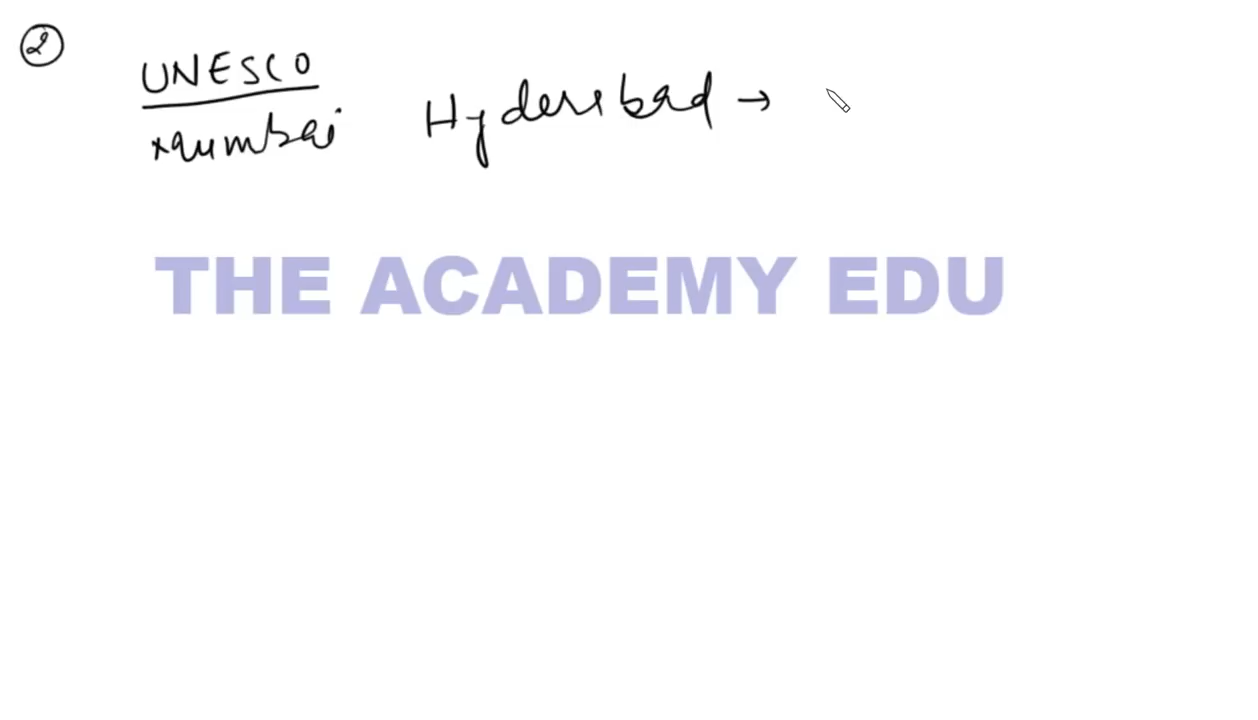 ②
UNESCO
Mumbai
Hyderabad →
THE ACADEMY EDU